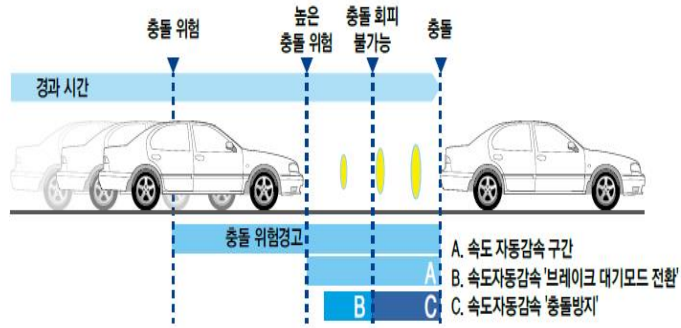 충돌 위험
높은
충돌 위험
충돌 회피
불가능
충돌
경과 시간
충돌 위험경고
A
B
C
A. 속도 자동감속 구간
B. 속도자동감속 '브레이크 대기모드 전환'
C. 속도자동감속 '충돌방지'